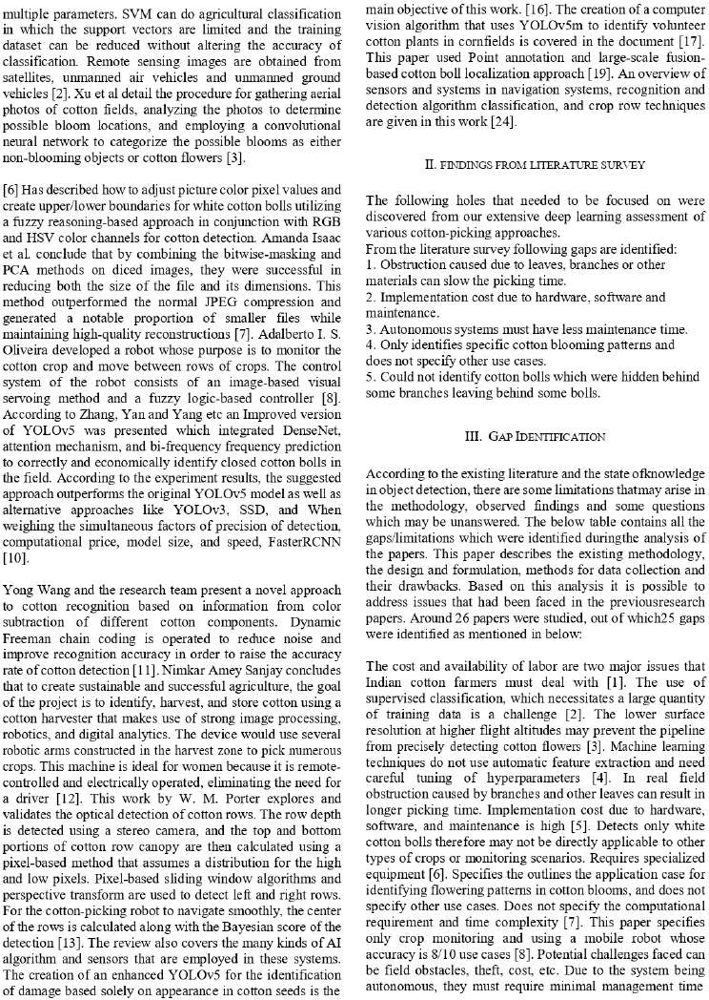 multiple parameters. SVM can do agricultural classification
in which the support vectors are limited and the training
dataset can be reduced without altering the accuracy of
classification. Remote sensing images are obtained from
satellites, unmanned air vehicles and unmanned ground
vehicles [2]. Xu et al detail the procedure for gathering aerial
photos of cotton fields, analyzing the photos to determine
possible bloom locations, and employing a convolutional
neural network to categorize the possible blooms as either
non-blooming objects or cotton flowers [3].

[6] Has described how to adjust picture color pixel values and
create upper/lower boundaries for white cotton bolls utilizing
a fuzzy reasoning-based approach in conjunction with RGB
and HSV color channels for cotton detection. Amanda Isaac
et al. conclude that by combining the bitwise-masking and
PCA methods on diced images, they were successful in
reducing both the size of the file and its dimensions. This
method outperformed the normal JPEG compression and
generated a notable proportion of smaller files while
maintaining high-quality reconstructions [7]. Adalberto I. S.
Oliveira developed a robot whose purpose is to monitor the
cotton crop and move between rows of crops. The control
system of the robot consists of an image-based visual
servoing method and a fuzzy logic-based controller [8].
According to Zhang, Yan and Yang etc an Improved version
of YOLOv5 was presented which integrated DenseNet,
attention mechanism, and bi-frequency frequency prediction
to correctly and economically identify closed cotton bolls in
the field. According to the experiment results, the suggested
approach outperforms the original YOLOv5 model as well as
alternative approaches like YOLOv3, SSD, and When
weighing the simultaneous factors of precision of detection,
computational price, model size, and speed, FasterRCNN
[10].

Yong Wang and the research team present a novel approach
to cotton recognition based on information from color
subtraction of different cotton components. Dynamic
Freeman chain coding is operated to reduce noise and
improve recognition accuracy in order to raise the accuracy
rate of cotton detection [11]. Nimkar Amey Sanjay concludes
that to create sustainable and successful agriculture, the goal
of the project is to identify, harvest, and store cotton using a
cotton harvester that makes use of strong image processing,
robotics, and digital analytics. The device would use several
robotic arms constructed in the harvest zone to pick numerous
crops. This machine is ideal for women because it is remote-
controlled and electrically operated, eliminating the need for
a driver [12]. This work by W. M. Porter explores and
validates the optical detection of cotton rows. The row depth
is detected using a stereo camera, and the top and bottom
portions of cotton row canopy are then calculated using a
pixel-based method that assumes a distribution for the high
and low pixels. Pixel-based sliding window algorithms and
perspective transform are used to detect left and right rows.
For the cotton-picking robot to navigate smoothly, the center
of the rows is calculated along with the Bayesian score of the
detection [13]. The review also covers the many kinds of AI
algorithm and sensors that are employed in these systems.
The creation of an enhanced YOLOv5 for the identification
of damage based solely on appearance in cotton seeds is the
main objective of this work. [16]. The creation of a computer
vision algorithm that uses YOLOv5m to identify volunteer
cotton plants in cornfields is covered in the document [17].
This paper used Point annotation and large-scale fusion-
based cotton boll localization approach [19]. An overview of
sensors and systems in navigation systems, recognition and
detection algorithm classification, and crop row techniques
are given in this work [24].

II. FINDINGS FROM LITERATURE SURVEY

The following holes that needed to be focused on were
discovered from our extensive deep learning assessment of
various cotton-picking approaches.
From the literature survey following gaps are identified:
1. Obstruction caused due to leaves, branches or other
materials can slow the picking time.
2. Implementation cost due to hardware, software and
maintenance.
3. Autonomous systems must have less maintenance time.
4. Only identifies specific cotton blooming patterns and
does not specify other use cases.
5. Could not identify cotton bolls which were hidden behind
some branches leaving behind some bolls.

III. GAP IDENTIFICATION

According to the existing literature and the state ofknowledge
in object detection, there are some limitations thatmay arise in
the methodology, observed findings and some questions
which may be unanswered. The below table contains all the
gaps/limitations which were identified duringthe analysis of
the papers. This paper describes the existing methodology,
the design and formulation, methods for data collection and
their drawbacks. Based on this analysis it is possible to
address issues that had been faced in the previousresearch
papers. Around 26 papers were studied, out of which25 gaps
were identified as mentioned in below:

The cost and availability of labor are two major issues that
Indian cotton farmers must deal with [1]. The use of
supervised classification, which necessitates a large quantity
of training data is a challenge [2]. The lower surface
resolution at higher flight altitudes may prevent the pipeline
from precisely detecting cotton flowers [3]. Machine learning
techniques do not use automatic feature extraction and need
careful tuning of hyperparameters [4]. In real field
obstruction caused by branches and other leaves can result in
longer picking time. Implementation cost due to hardware,
software, and maintenance is high [5]. Detects only white
cotton bolls therefore may not be directly applicable to other
types of crops or monitoring scenarios. Requires specialized
equipment [6]. Specifies the outlines the application case for
identifying flowering patterns in cotton blooms, and does not
specify other use cases. Does not specify the computational
requirement and time complexity [7]. This paper specifies
only crop monitoring and using a mobile robot whose
accuracy is 8/10 use cases [8]. Potential challenges faced can
be field obstacles, theft, cost, etc. Due to the system being
autonomous, they must require minimal management time